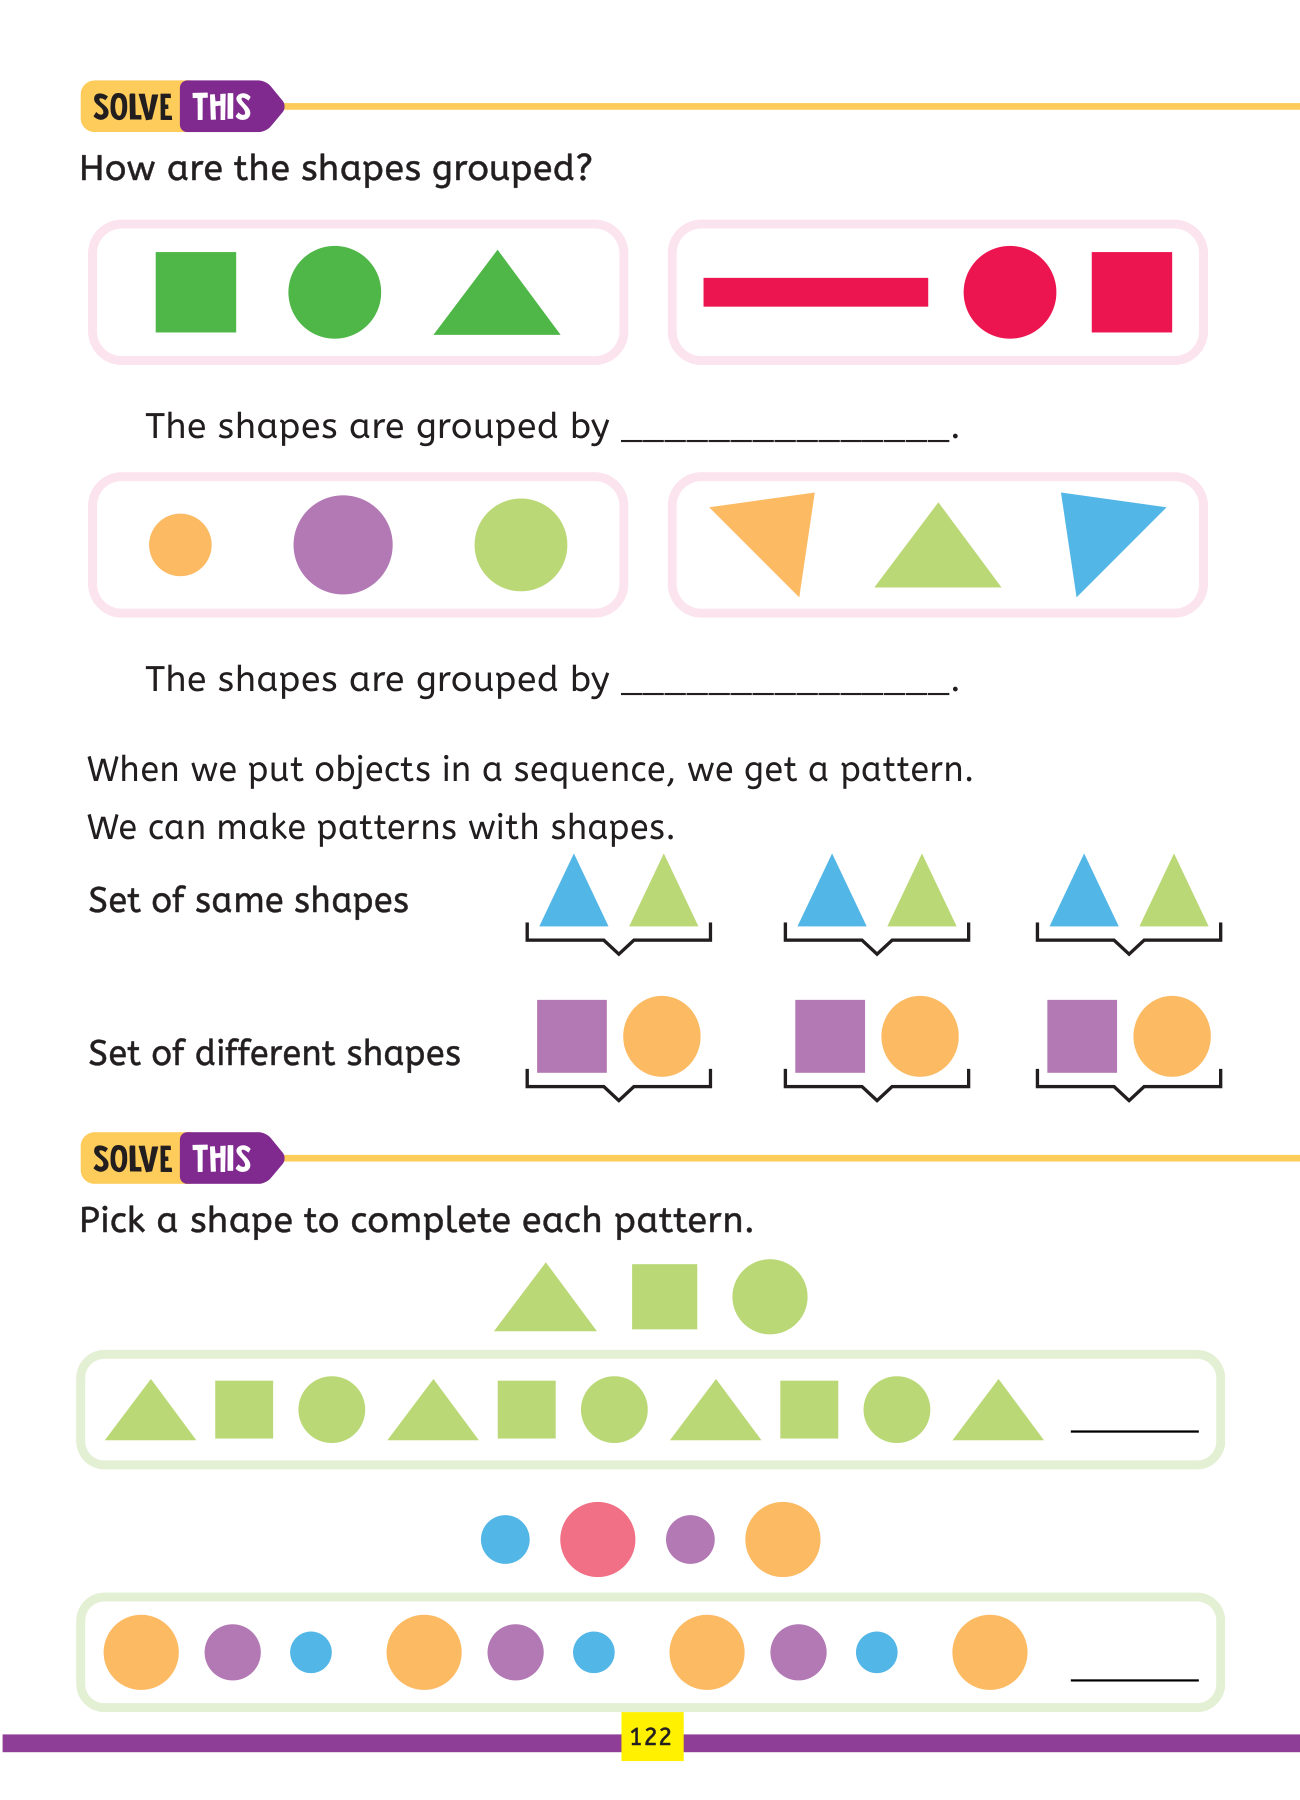 SOLVE THIS
How are the shapes grouped?
The shapes are grouped by _______________.
The shapes are grouped by _______________.
When we put objects in a sequence, we get a pattern.
We can make patterns with shapes.
Set of same shapes
Set of different shapes
SOLVE THIS
Pick a shape to complete each pattern.
122